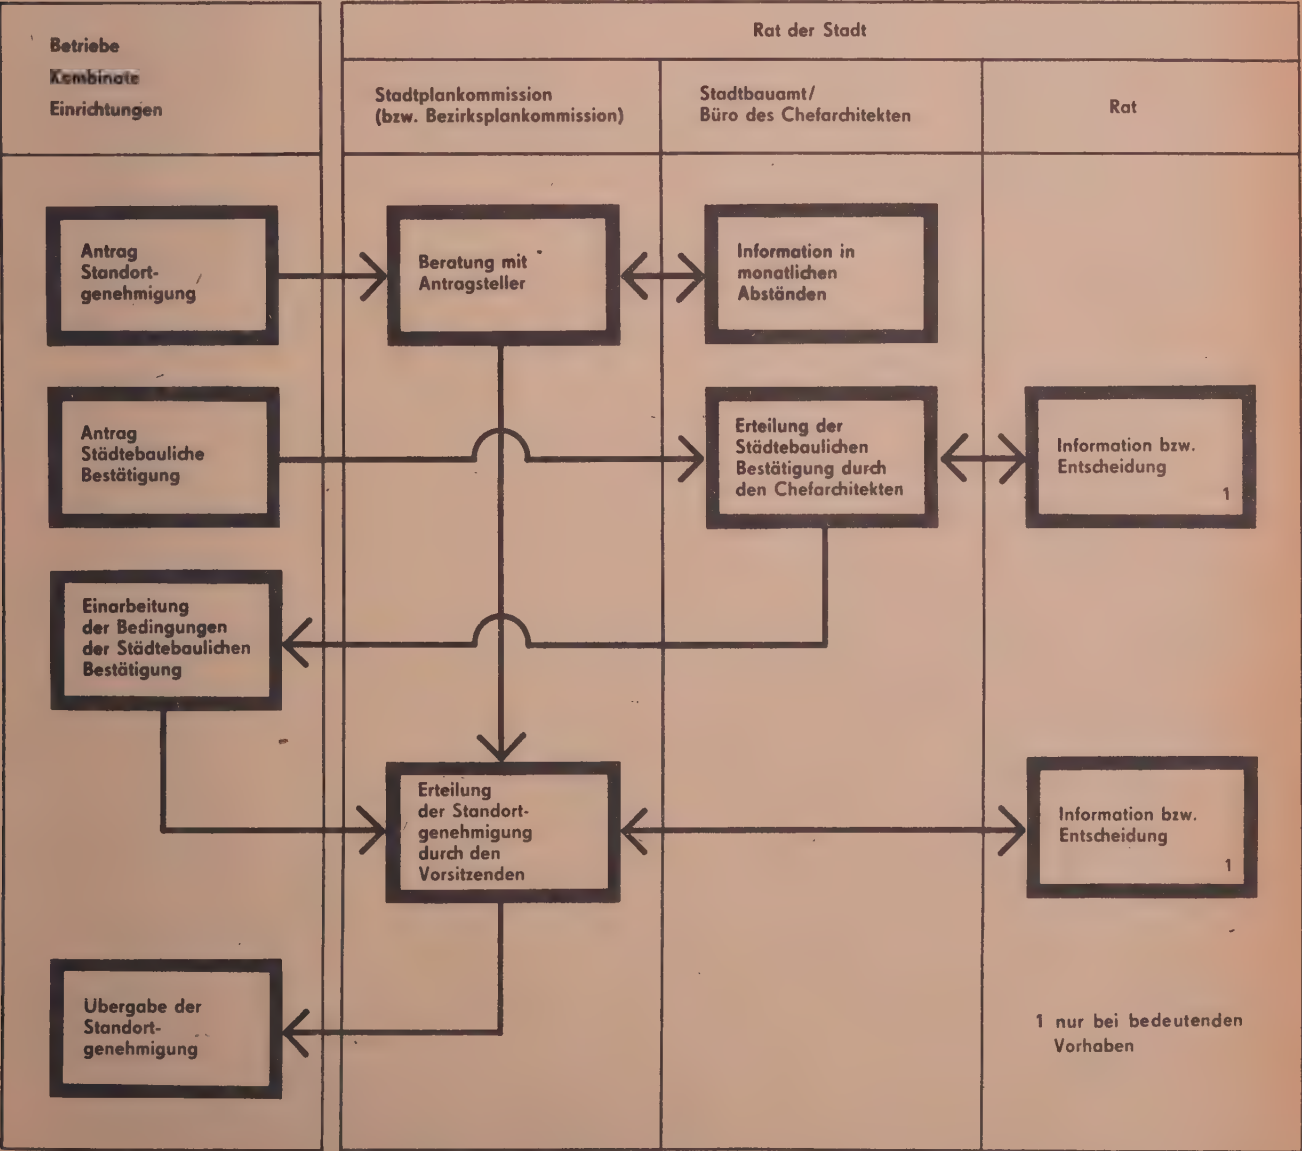 Betriebe
Kombinate
Einrichtungen
Rat der Stadt
Stadtplankommission
(bzw. Bezirksplankommission)
Stadtbauamt/
Büro des Chefarchitekten
Rat
Antrag
Standort-
genehmigung
Beratung mit
Antragsteller
Information in
monatlichen
Abständen
Antrag
Städtebauliche
Bestätigung
Erteilung der
Städtebaulichen
Bestätigung durch
den Chefarchitekten
Information bzw.
Entscheidung
1
Einarbeitung
der Bedingungen
der Städtebaulichen
Bestätigung
Erteilung
der Standort-
genehmigung
durch den
Vorsitzenden
Information bzw.
Entscheidung
1
Übergabe der
Standort-
genehmigung
1 nur bei bedeutenden
Vorhaben